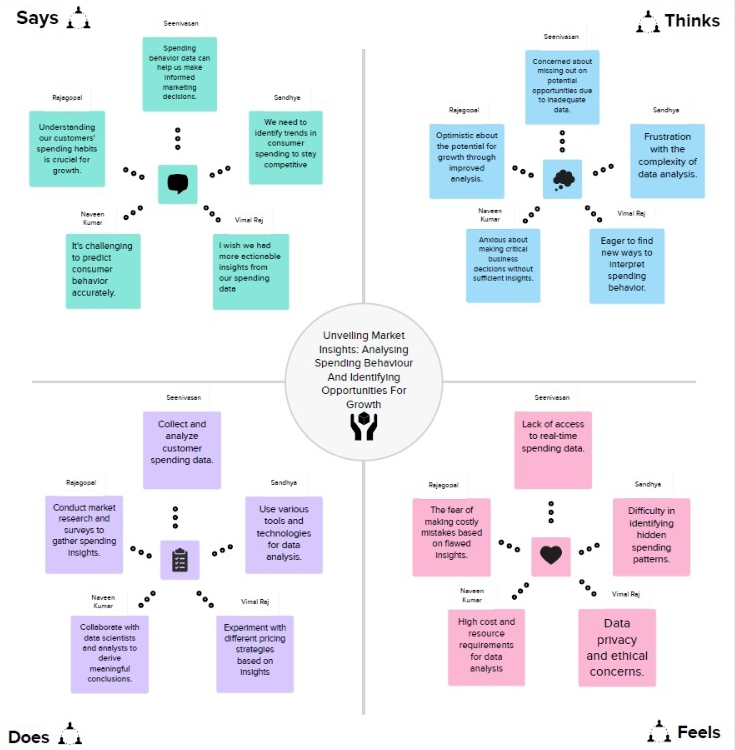 Says
Seenivasan
Spending
behavior data can
help us make
informed
marketing
decisions.
Rajagopal
Understanding
our customers'
spending habits
is crucial for
growth.
Sandhya
We need to
identify trends in
consumer
spending to stay
competitive
Naveen
Kumar
It's challenging
to predict
consumer
behavior
accurately.
Vimal Raj
I wish we had
more actionable
insights from
our spending
data
Thinks
Seenivasan
Concerned about
missing out on
potential
opportunities due
to inadequate
data.
Rajagopal
Optimistic about
the potential for
growth through
improved
analysis.
Sandhya
Frustration
with the
complexity of
data analysis.
Naveen
Kumar
Anxious about
making critical
business
decisions without
sufficient insights.
Vimal Raj
Eager to find
new ways to
interpret
spending
behavior.
Unveiling Market
Insights: Analysing
Spending Behaviour
And Identifying
Opportunities For
Growth
Seenivasan
Collect and
analyze
customer
spending data.
Rajagopal
Conduct market
research and
surveys to
gather spending
insights.
Sandhya
Use various
tools and
technologies
for data
analysis.
Naveen
Kumar
Collaborate with
data scientists
and analysts to
derive
meaningful
conclusions.
Vimal Raj
Experiment with
different pricing
strategies
based on
insights
Does
Seenivasan
Lack of access
to real-time
spending data.
Rajagopal
The fear of
making costly
mistakes based
on flawed
insights.
Sandhya
Difficulty in
identifying
hidden
spending
patterns.
Naveen
Kumar
High cost and
resource
requirements
for data
analysis
Vimal Raj
Data
privacy
and ethical
concerns.
Feels